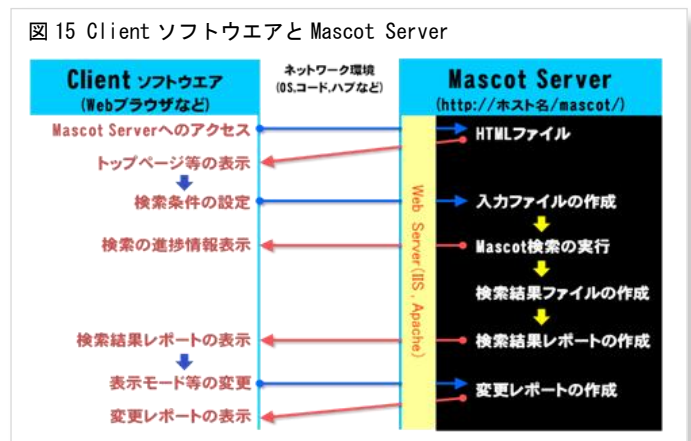 図 15 Client ソフトウエアと Mascot Server
Client ソフトウエア
(Webブラウザなど)
ネットワーク環境
(OS,コード,ハブなど)
Mascot Server
(http://ホスト名/mascot/)
Mascot Serverへのアクセス
HTMLファイル
トップページ等の表示
検索条件の設定
入力ファイルの作成
Web Server(IIS , Apache)
検索の進捗情報表示
Mascot検索の実行
検索結果ファイルの作成
検索結果レポートの表示
検索結果レポートの作成
表示モード等の変更
変更レポートの作成
変更レポートの表示